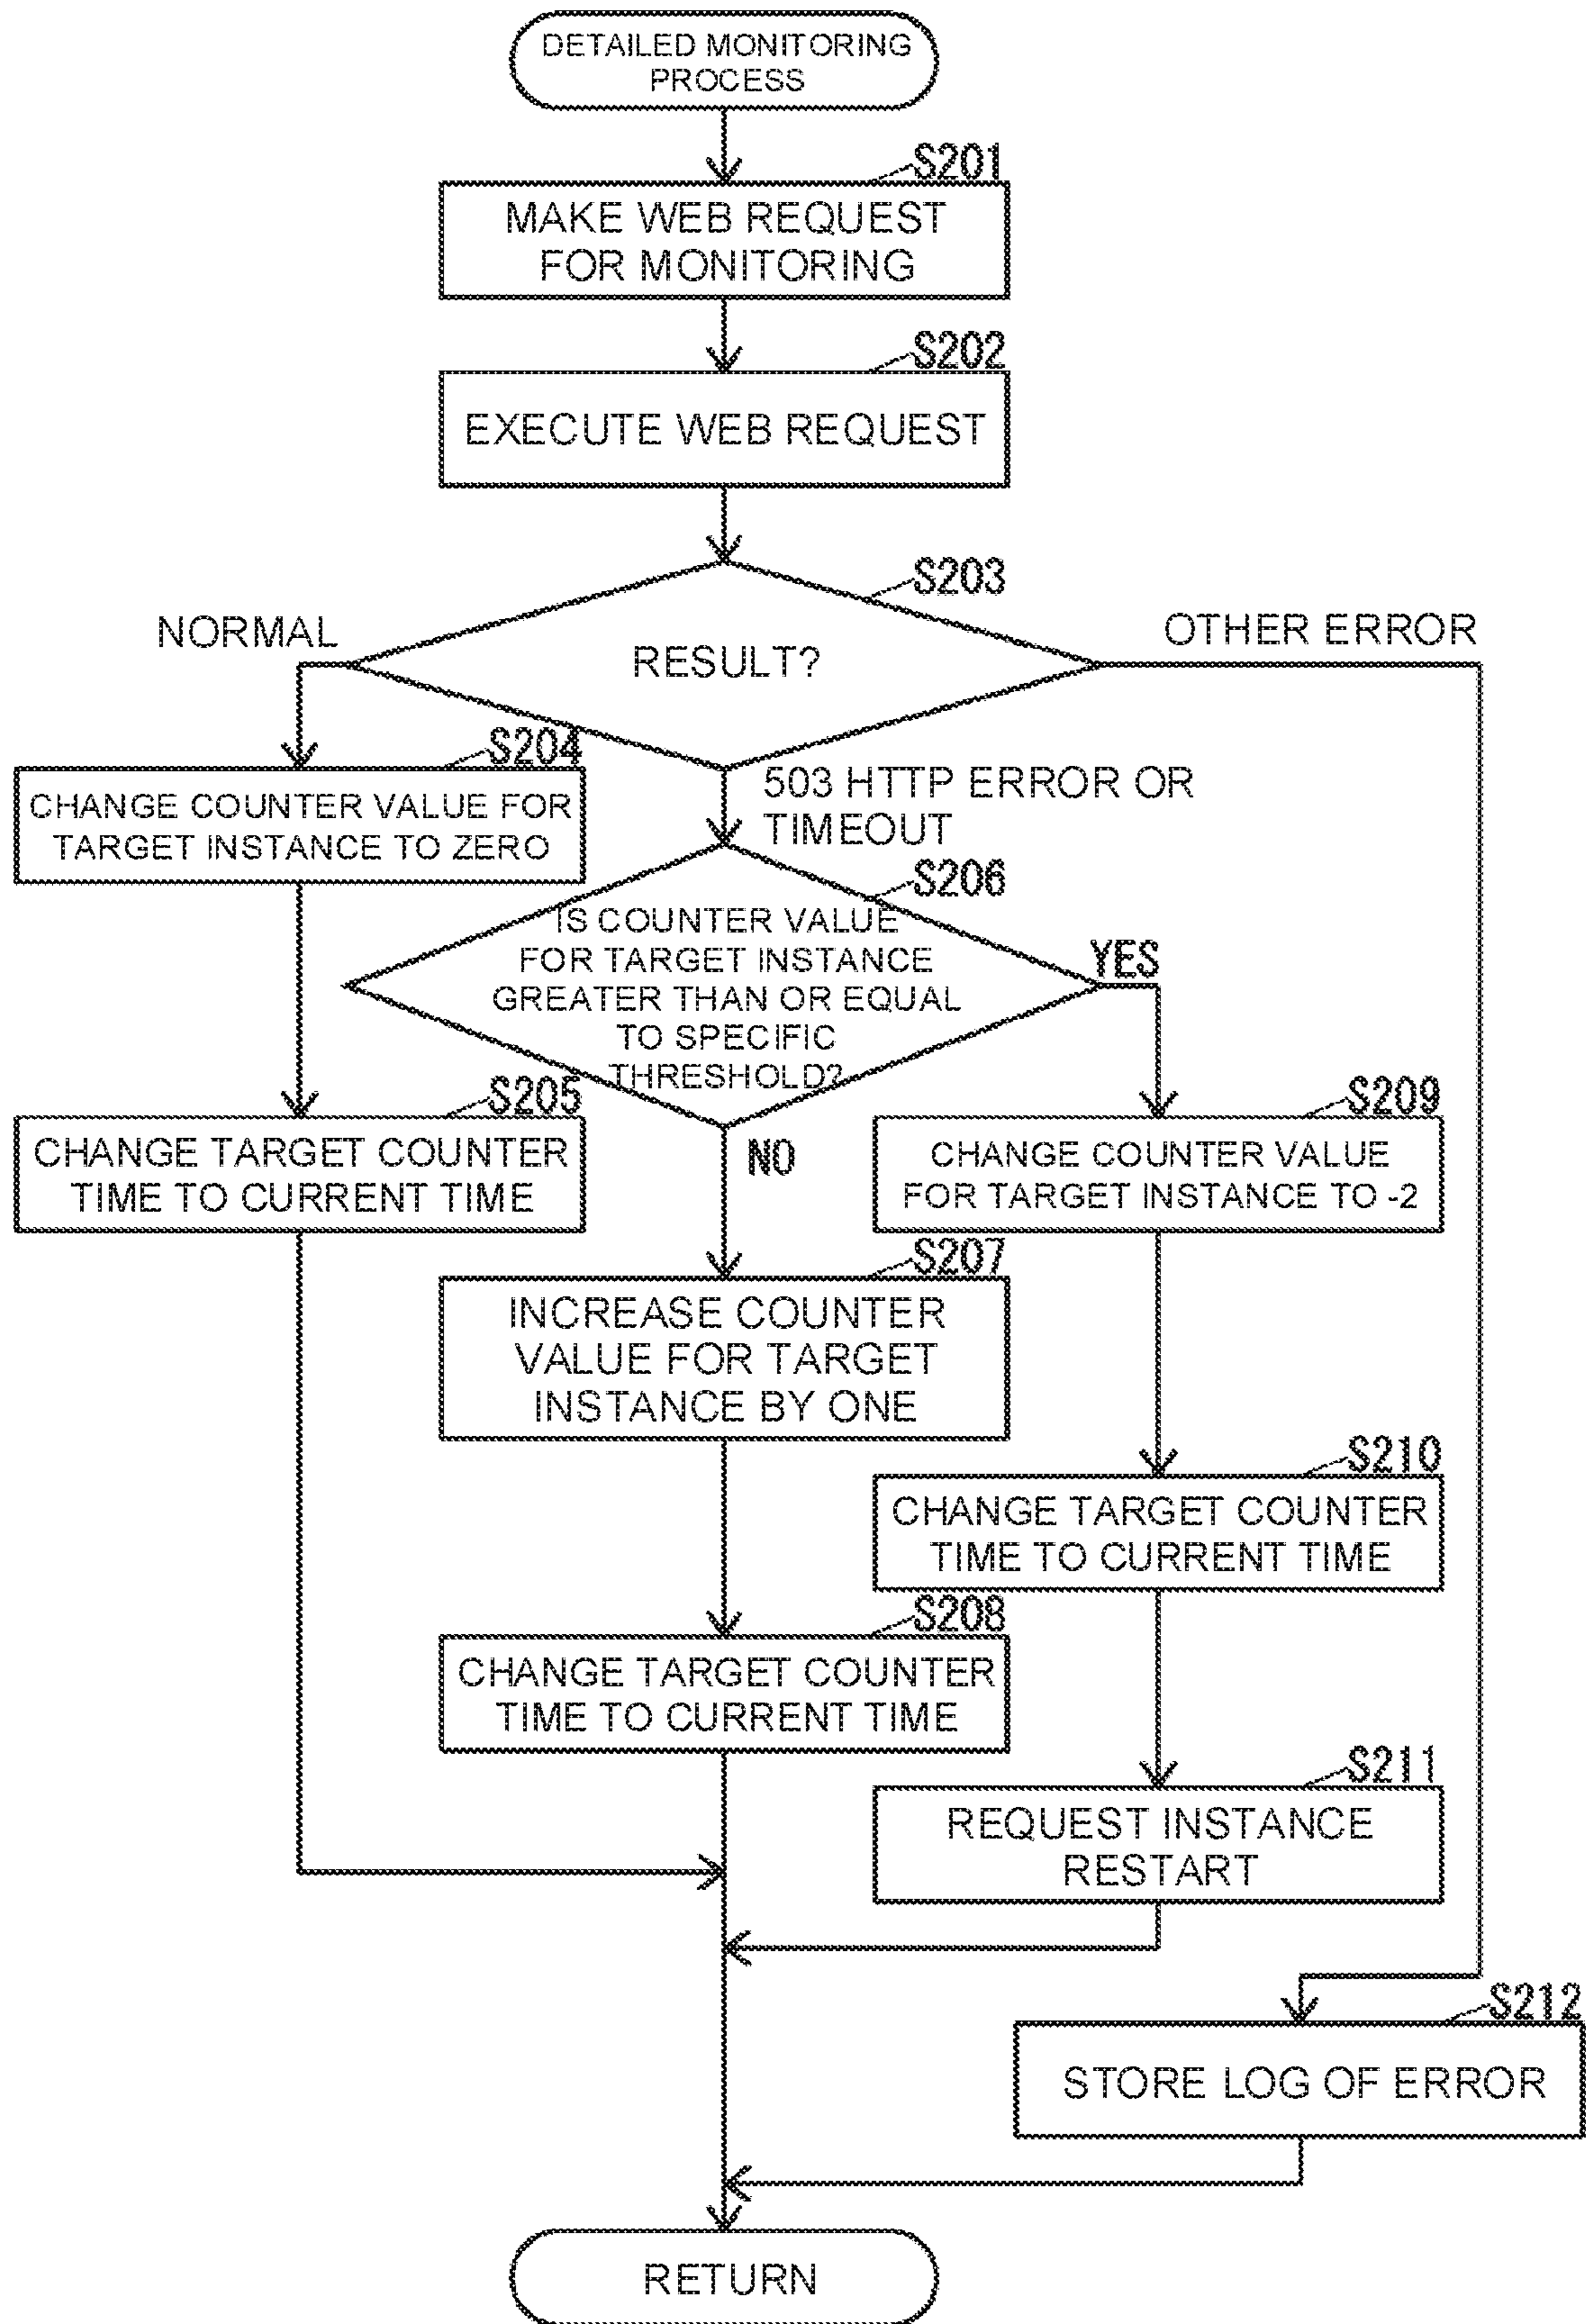 DETAILED MONITORING
PROCESS
S201
MAKE WEB REQUEST
FOR MONITORING
S202
EXECUTE WEB REQUEST
S203
NORMAL
RESULT?
OTHER ERROR
S204
CHANGE COUNTER VALUE FOR
TARGET INSTANCE TO ZERO
503 HTTP ERROR OR
TIMEOUT
S206
IS COUNTER VALUE
FOR TARGET INSTANCE
GREATER THAN OR EQUAL
TO SPECIFIC
THRESHOLD?
YES
S205
CHANGE TARGET COUNTER
TIME TO CURRENT TIME
NO
S209
CHANGE COUNTER VALUE
FOR TARGET INSTANCE TO -2
S207
INCREASE COUNTER
VALUE FOR TARGET
INSTANCE BY ONE
S210
CHANGE TARGET COUNTER
TIME TO CURRENT TIME
S208
CHANGE TARGET COUNTER
TIME TO CURRENT TIME
S211
REQUEST INSTANCE
RESTART
S212
STORE LOG OF ERROR
RETURN